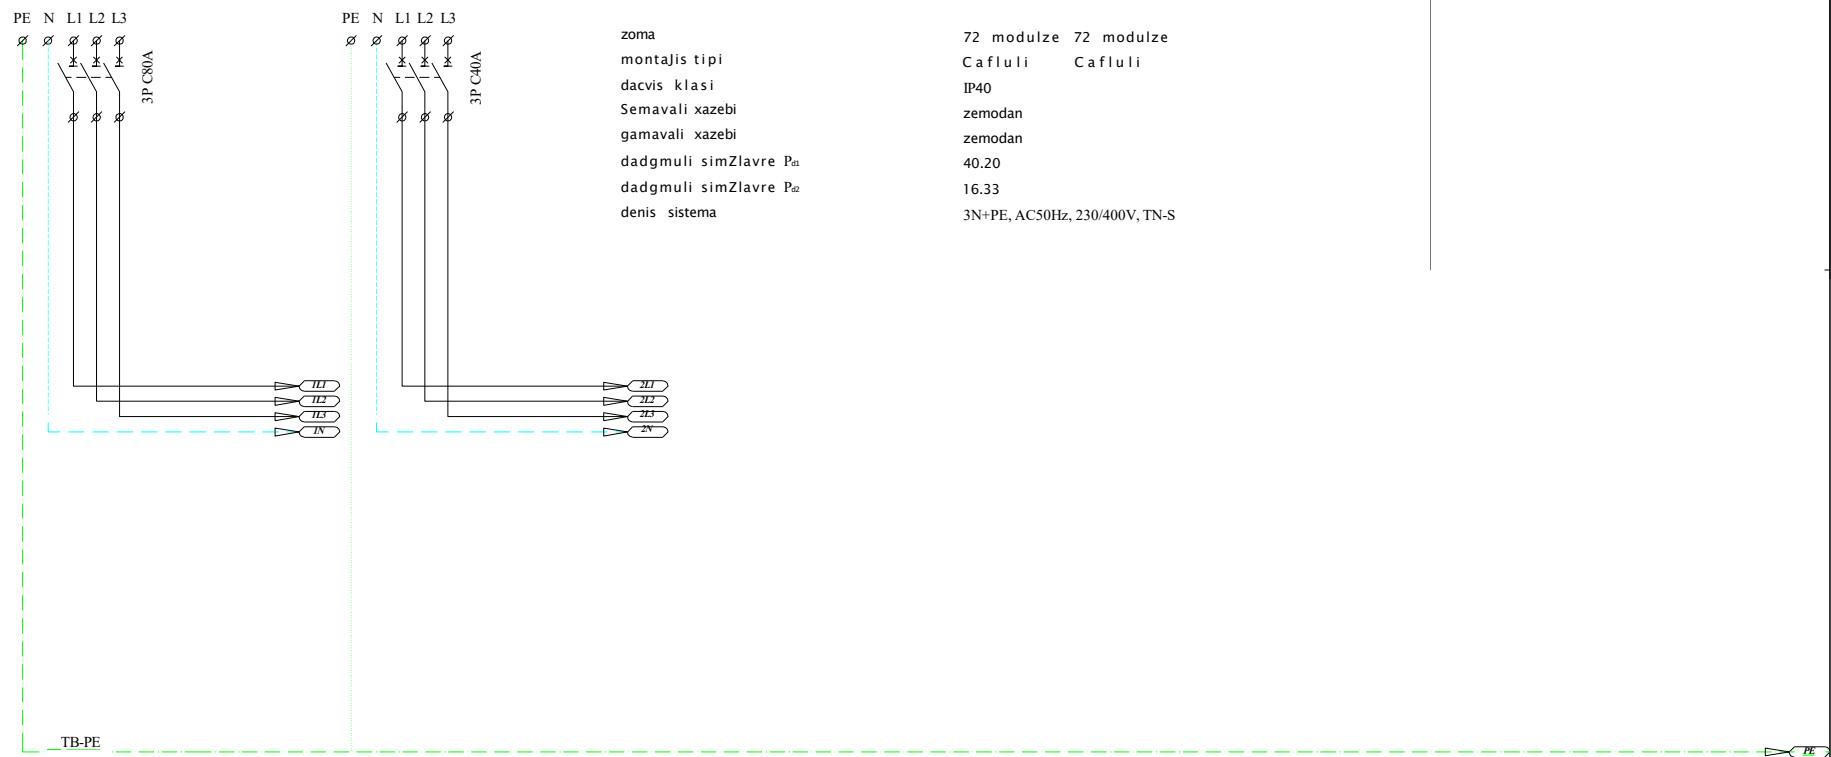 PE N L1 L2 L3
3P C80A
PE N L1 L2 L3
3P C40A
zoma 72 modulze 72 modulze
montaJis tipi Cafluli Cafluli
dacvis klasi IP40
Semavali xazebi zemodan
gamavali xazebi zemodan
dadgmuli simZlavre Pd1 40.20
dadgmuli simZlavre Pd2 16.33
denis sistema 3N+PE, AC50Hz, 230/400V, TN-S
1L1
1L2
1L3
1N
2L1
2L2
2L3
2N
TB-PE
PE